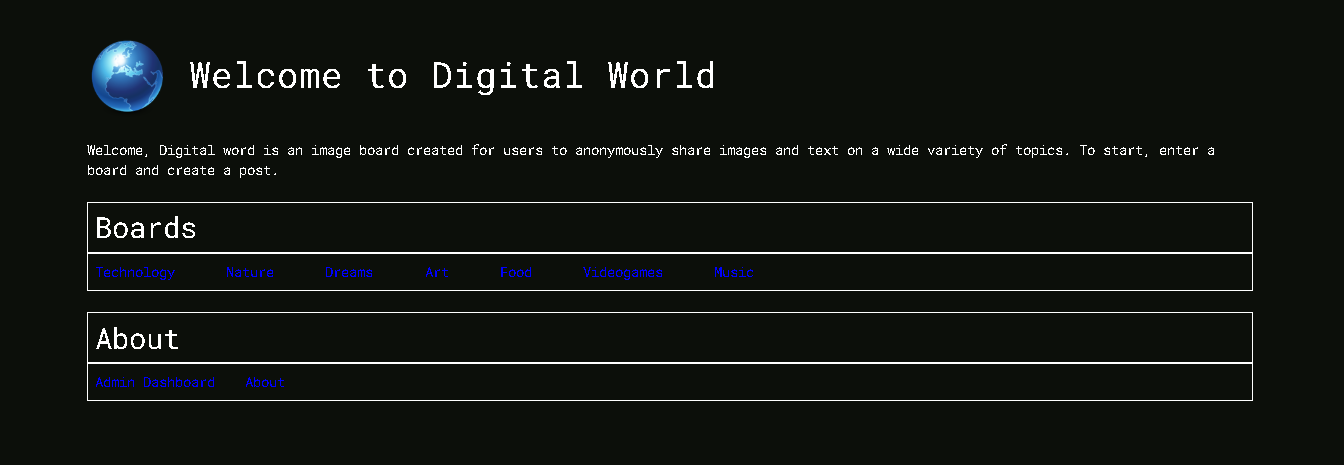 Welcome to Digital World
Welcome, Digital word is an image board created for users to anonymously share images and text on a wide variety of topics. To start, enter a
board and create a post.
Boards
Technology Nature Dreams Art Food Videogames Music
About
Admin Dashboard About